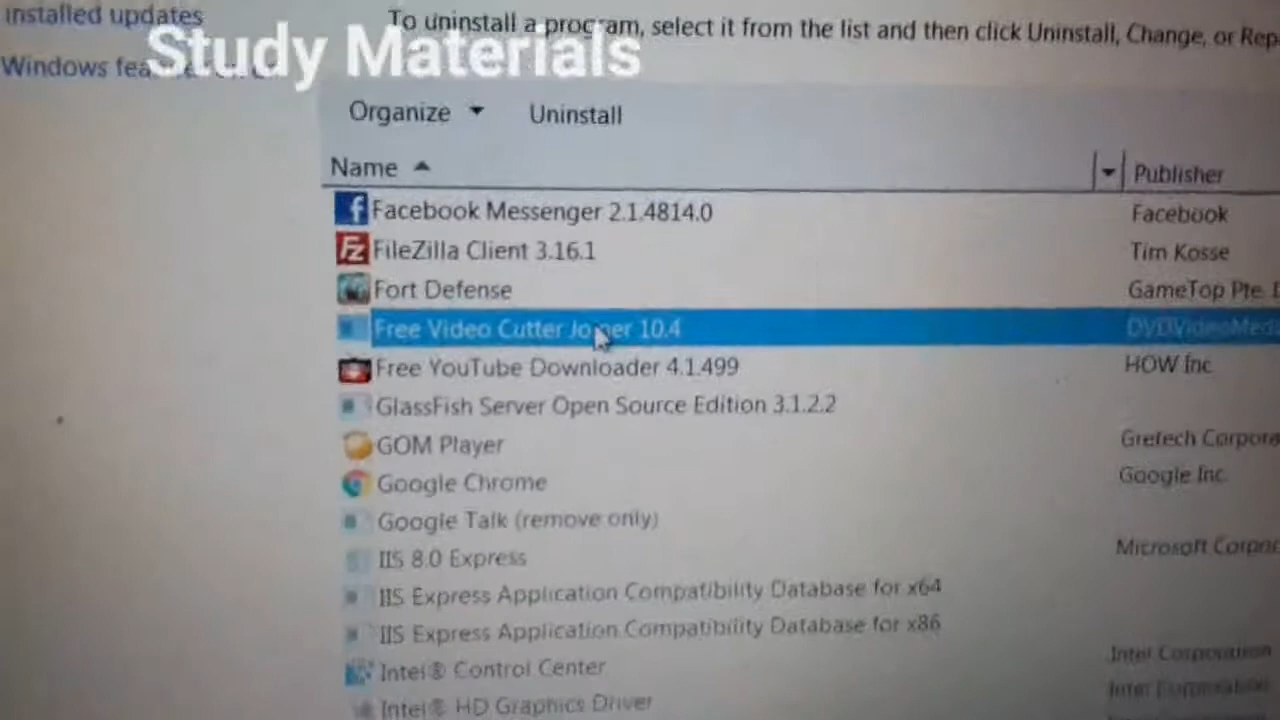 installed updates
To uninstall a program, select it from the list and then click Uninstall, Change, or Rep
Study Materials
Windows fea
Organize Uninstall
Name Publisher
Facebook Messenger 2.1.4814.0 Facebook
FileZilla Client 3.16.1 Tim Kosse
Fort Defense GameTop Pte.
Free Video Cutter Joiner 10.4 DVDVideoMed
Free YouTube Downloader 4.1.499 HOW Inc
GlassFish Server Open Source Edition 3.1.2.2
GOM Player Gretech Corpora
Google Chrome Google Inc.
Google Talk (remove only)
IIS 8.0 Express Microsoft Corpor
IIS Express Application Compatibility Database for x64
IIS Express Application Compatibility Database for x86
Intel® Control Center Intel Corporation
Intel® HD Graphics Driver Intel Corporation